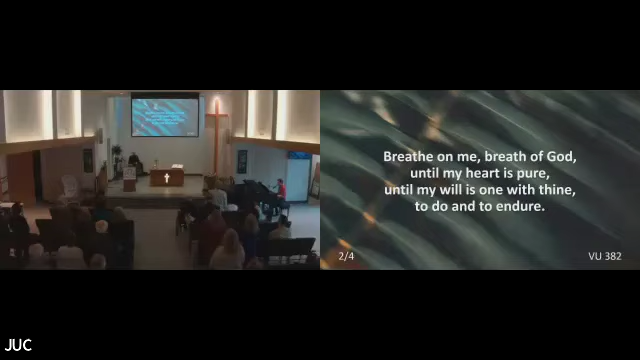 Breathe on me, breath of God,
until my heart is pure,
until my will is one with thine,
to do and to endure.
2/4
VU 382
JUC